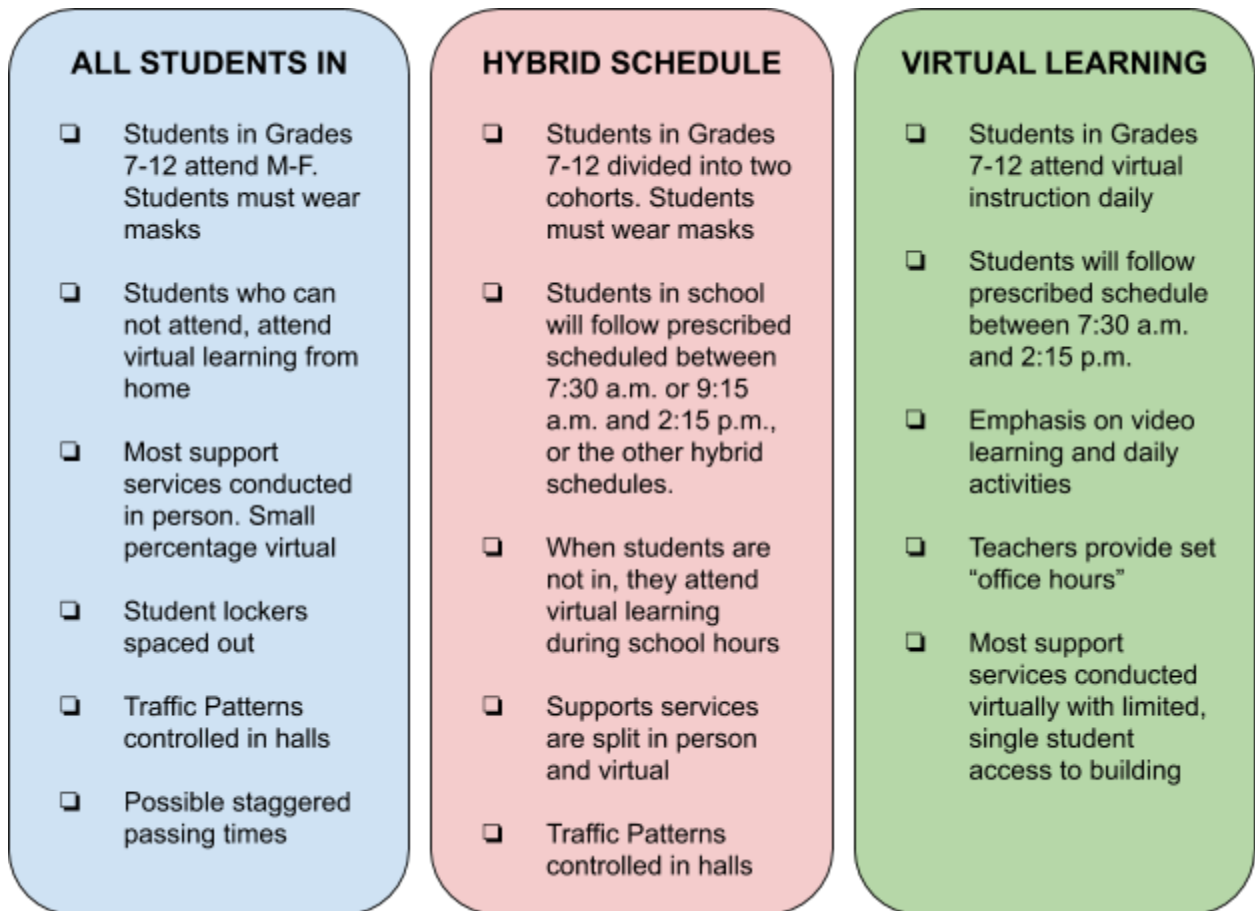 ALL STUDENTS IN
❏ Students in Grades
7-12 attend M-F.
Students must wear
masks
❏ Students who can
not attend, attend
virtual learning from
home
❏ Most support
services conducted
in person. Small
percentage virtual
❏ Student lockers
spaced out
❏ Traffic Patterns
controlled in halls
❏ Possible staggered
passing times
HYBRID SCHEDULE
❏ Students in Grades
7-12 divided into two
cohorts. Students
must wear masks
❏ Students in school
will follow prescribed
scheduled between
7:30 a.m. or 9:15
a.m. and 2:15 p.m.,
or the other hybrid
schedules.
❏ When students are
not in, they attend
virtual learning
during school hours
❏ Supports services
are split in person
and virtual
❏ Traffic Patterns
controlled in halls
VIRTUAL LEARNING
❏ Students in Grades
7-12 attend virtual
instruction daily
❏ Students will follow
prescribed schedule
between 7:30 a.m.
and 2:15 p.m.
❏ Emphasis on video
learning and daily
activities
❏ Teachers provide set
“office hours”
❏ Most support
services conducted
virtually with limited,
single student
access to building